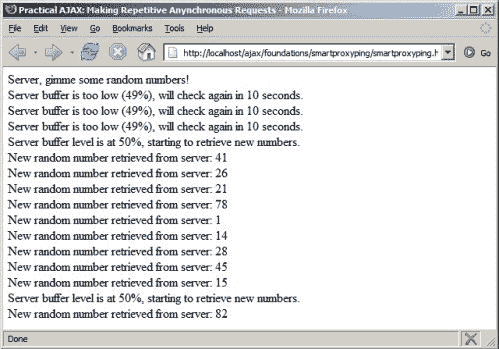 Practical AJAX: Making Repetitive Anynchronous Requests - Mozilla Firefox
File Edit View Go Bookmarks Tools Help
http://localhost/ajax/foundations/smartproxyping/smartproxyping.h Go
Server, gimme some random numbers!
Server buffer is too low (49%), will check again in 10 seconds.
Server buffer is too low (49%), will check again in 10 seconds.
Server buffer is too low (49%), will check again in 10 seconds.
Server buffer level is at 50%, starting to retrieve new numbers.
New random number retrieved from server: 41
New random number retrieved from server: 26
New random number retrieved from server: 21
New random number retrieved from server: 78
New random number retrieved from server: 1
New random number retrieved from server: 14
New random number retrieved from server: 28
New random number retrieved from server: 45
New random number retrieved from server: 15
Server buffer level is at 50%, starting to retrieve new numbers.
New random number retrieved from server: 82
Done